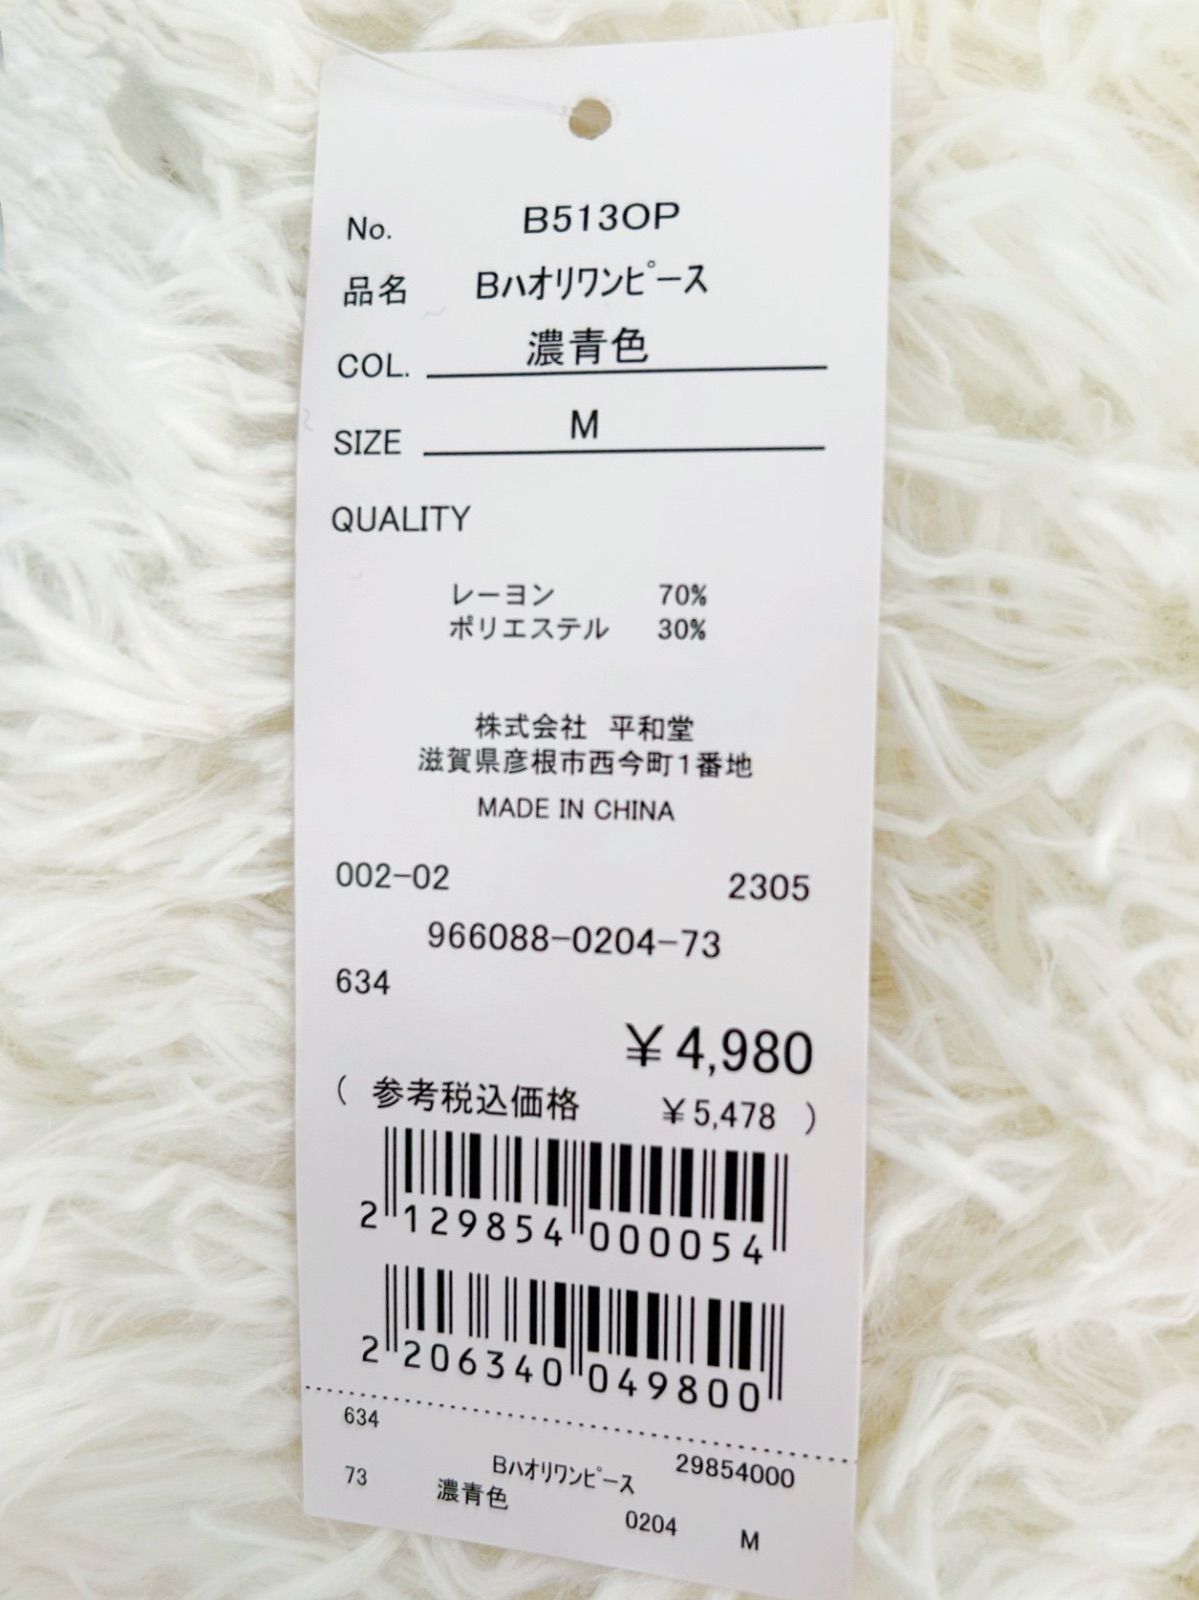 No. B513OP
品名 Bハオリワンピース
COL. 濃青色
SIZE M
QUALITY
レーヨン 70%
ポリエステル 30%
株式会社 平和堂
滋賀県彦根市西今町1番地
MADE IN CHINA
002-02 2305
966088-0204-73
634
¥4,980
( 参考税込価格 ¥5,478 )
2 129854 000054
2 206340 049800
634
Bハオリワンピース 29854000
73 濃青色 0204 M